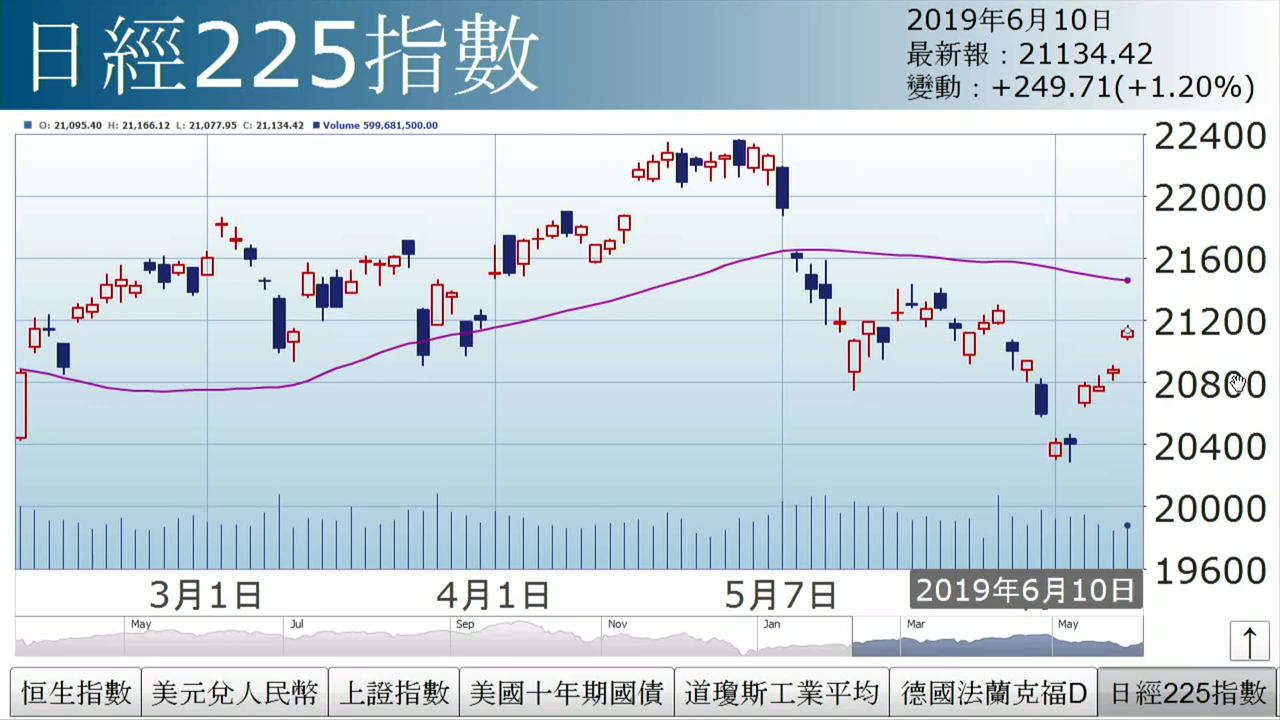 日經225指數
2019年6月10日
最新報：21134.42
變動：+249.71(+1.20%)
O: 21,095.40 H: 21,166.12 L: 21,077.95 C: 21,134.42 Volume 599,681,500.00
22400
22000
21600
21200
20800
20400
20000
19600
3月1日 4月1日 5月7日 2019年6月10日
May Jul Sep Nov Jan Mar May
↑
恒生指數 美元兌人民幣 上證指數 美國十年期國債 道瓊斯工業平均 德國法蘭克福D 日經225指數